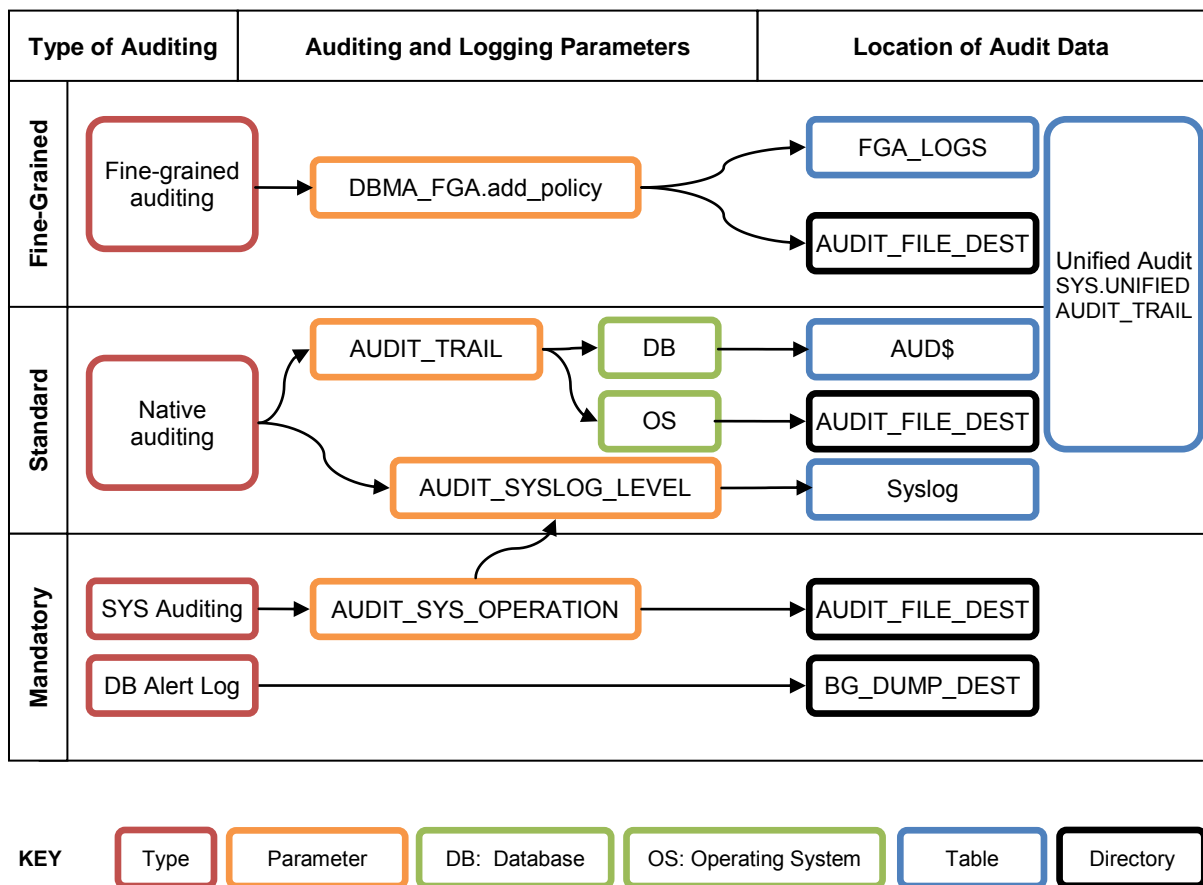 Type of Auditing
Auditing and Logging Parameters
Location of Audit Data
Fine-Grained
Fine-grained
auditing
DBMA_FGA.add_policy
FGA_LOGS
AUDIT_FILE_DEST
Unified Audit
SYS.UNIFIED
AUDIT_TRAIL
Standard
Native
auditing
AUDIT_TRAIL
DB
AUD$
OS
AUDIT_FILE_DEST
AUDIT_SYSLOG_LEVEL
Syslog
Mandatory
SYS Auditing
AUDIT_SYS_OPERATION
AUDIT_FILE_DEST
DB Alert Log
BG_DUMP_DEST
KEY
Type
Parameter
DB: Database
OS: Operating System
Table
Directory